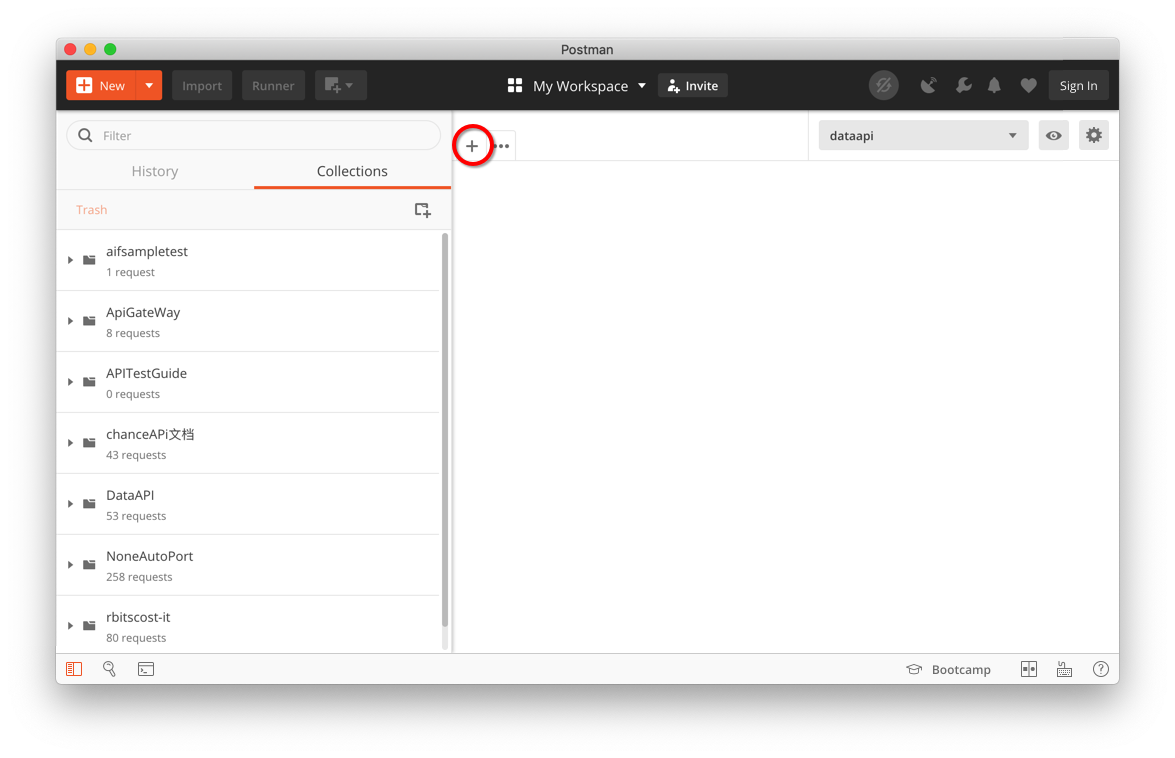 Postman
New
Import
Runner
My Workspace
Invite
Sign In
Filter
dataapi
History
Collections
Trash
aifsampletest
1 request
ApiGateWay
8 requests
APITestGuide
0 requests
chanceAPi文档
43 requests
DataAPI
53 requests
NoneAutoPort
258 requests
rbitscost-it
80 requests
Bootcamp